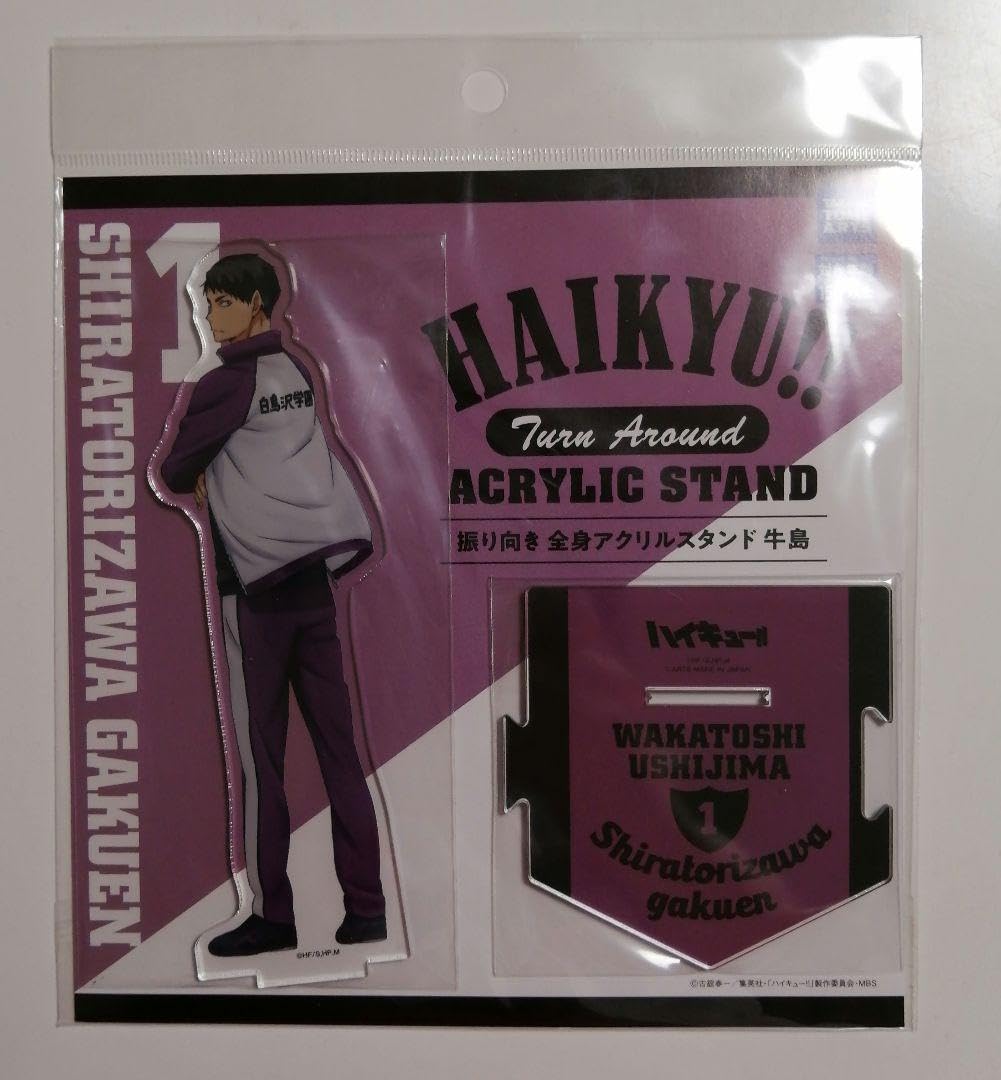 1
SHIRATORIZAWA GAKUEN
白鳥沢学園
©HF/S,HP,M
HAIKYU!!
Turn Around
ACRYLIC STAND
振り向き 全身アクリルスタンド 牛島
ハイキュー!!
WAKATOSHI
USHIJIMA
1
Shiratorizawa
gakuen
©古舘春一／集英社・「ハイキュー!!」製作委員会・MBS